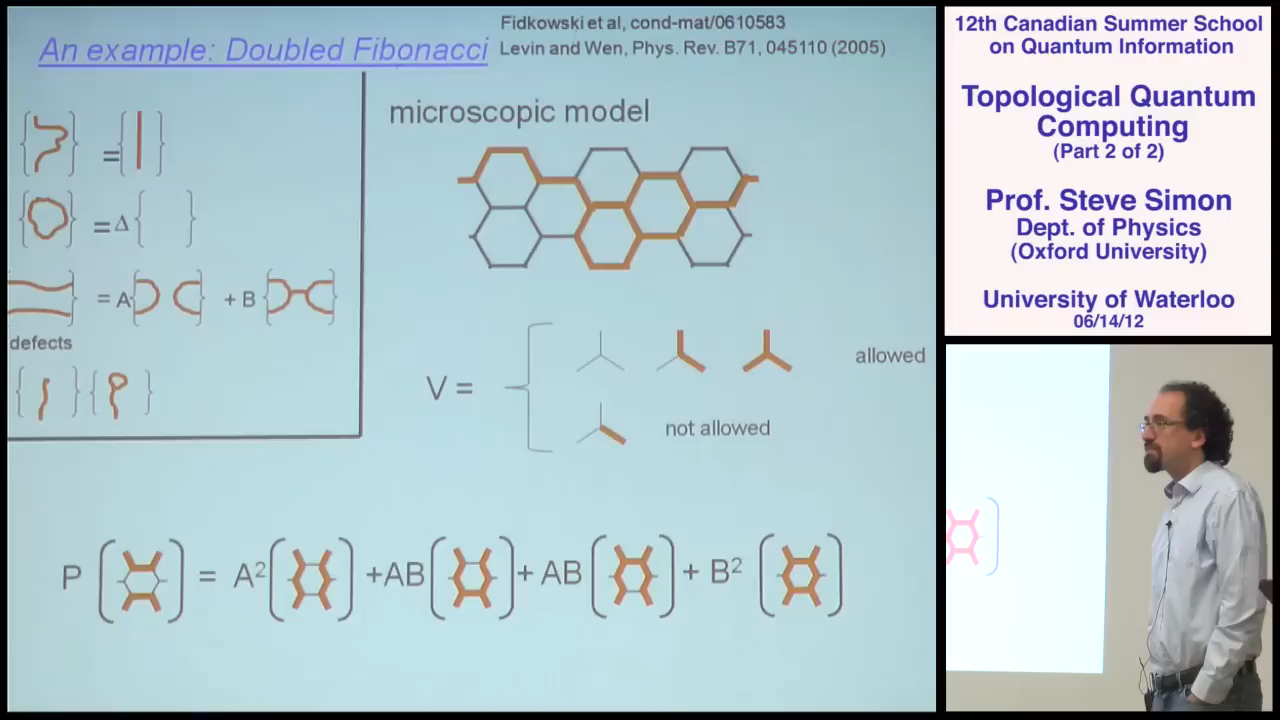 An example: Doubled Fibonacci
Fidkowski et al, cond-mat/0610583
Levin and Wen, Phys. Rev. B71, 045110 (2005)
=
= Δ
= A + B
defects
microscopic model
V =
allowed
not allowed
P = A² +AB + AB + B²
12th Canadian Summer School
on Quantum Information
Topological Quantum
Computing
(Part 2 of 2)
Prof. Steve Simon
Dept. of Physics
(Oxford University)
University of Waterloo
06/14/12